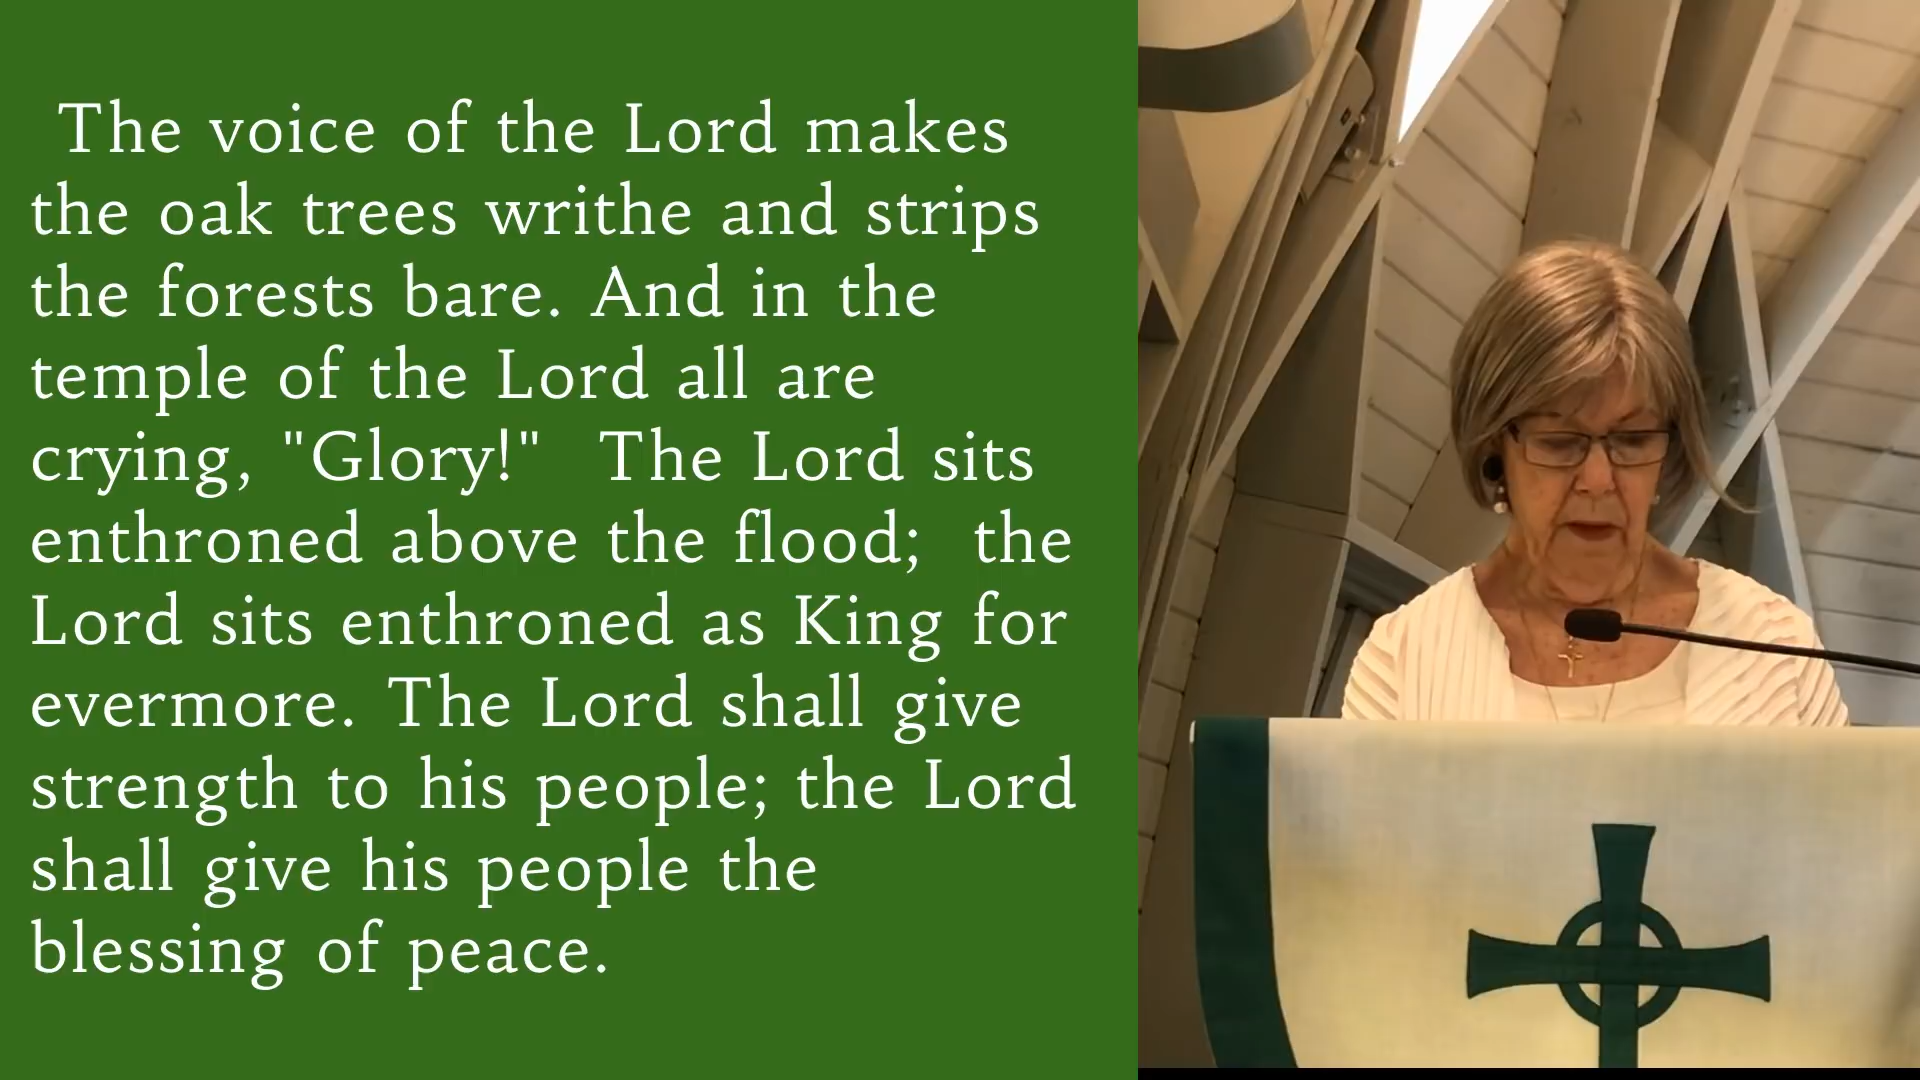 The voice of the Lord makes
the oak trees writhe and strips
the forests bare. And in the
temple of the Lord all are
crying, "Glory!"  The Lord sits
enthroned above the flood;  the
Lord sits enthroned as King for
evermore. The Lord shall give
strength to his people; the Lord
shall give his people the
blessing of peace.